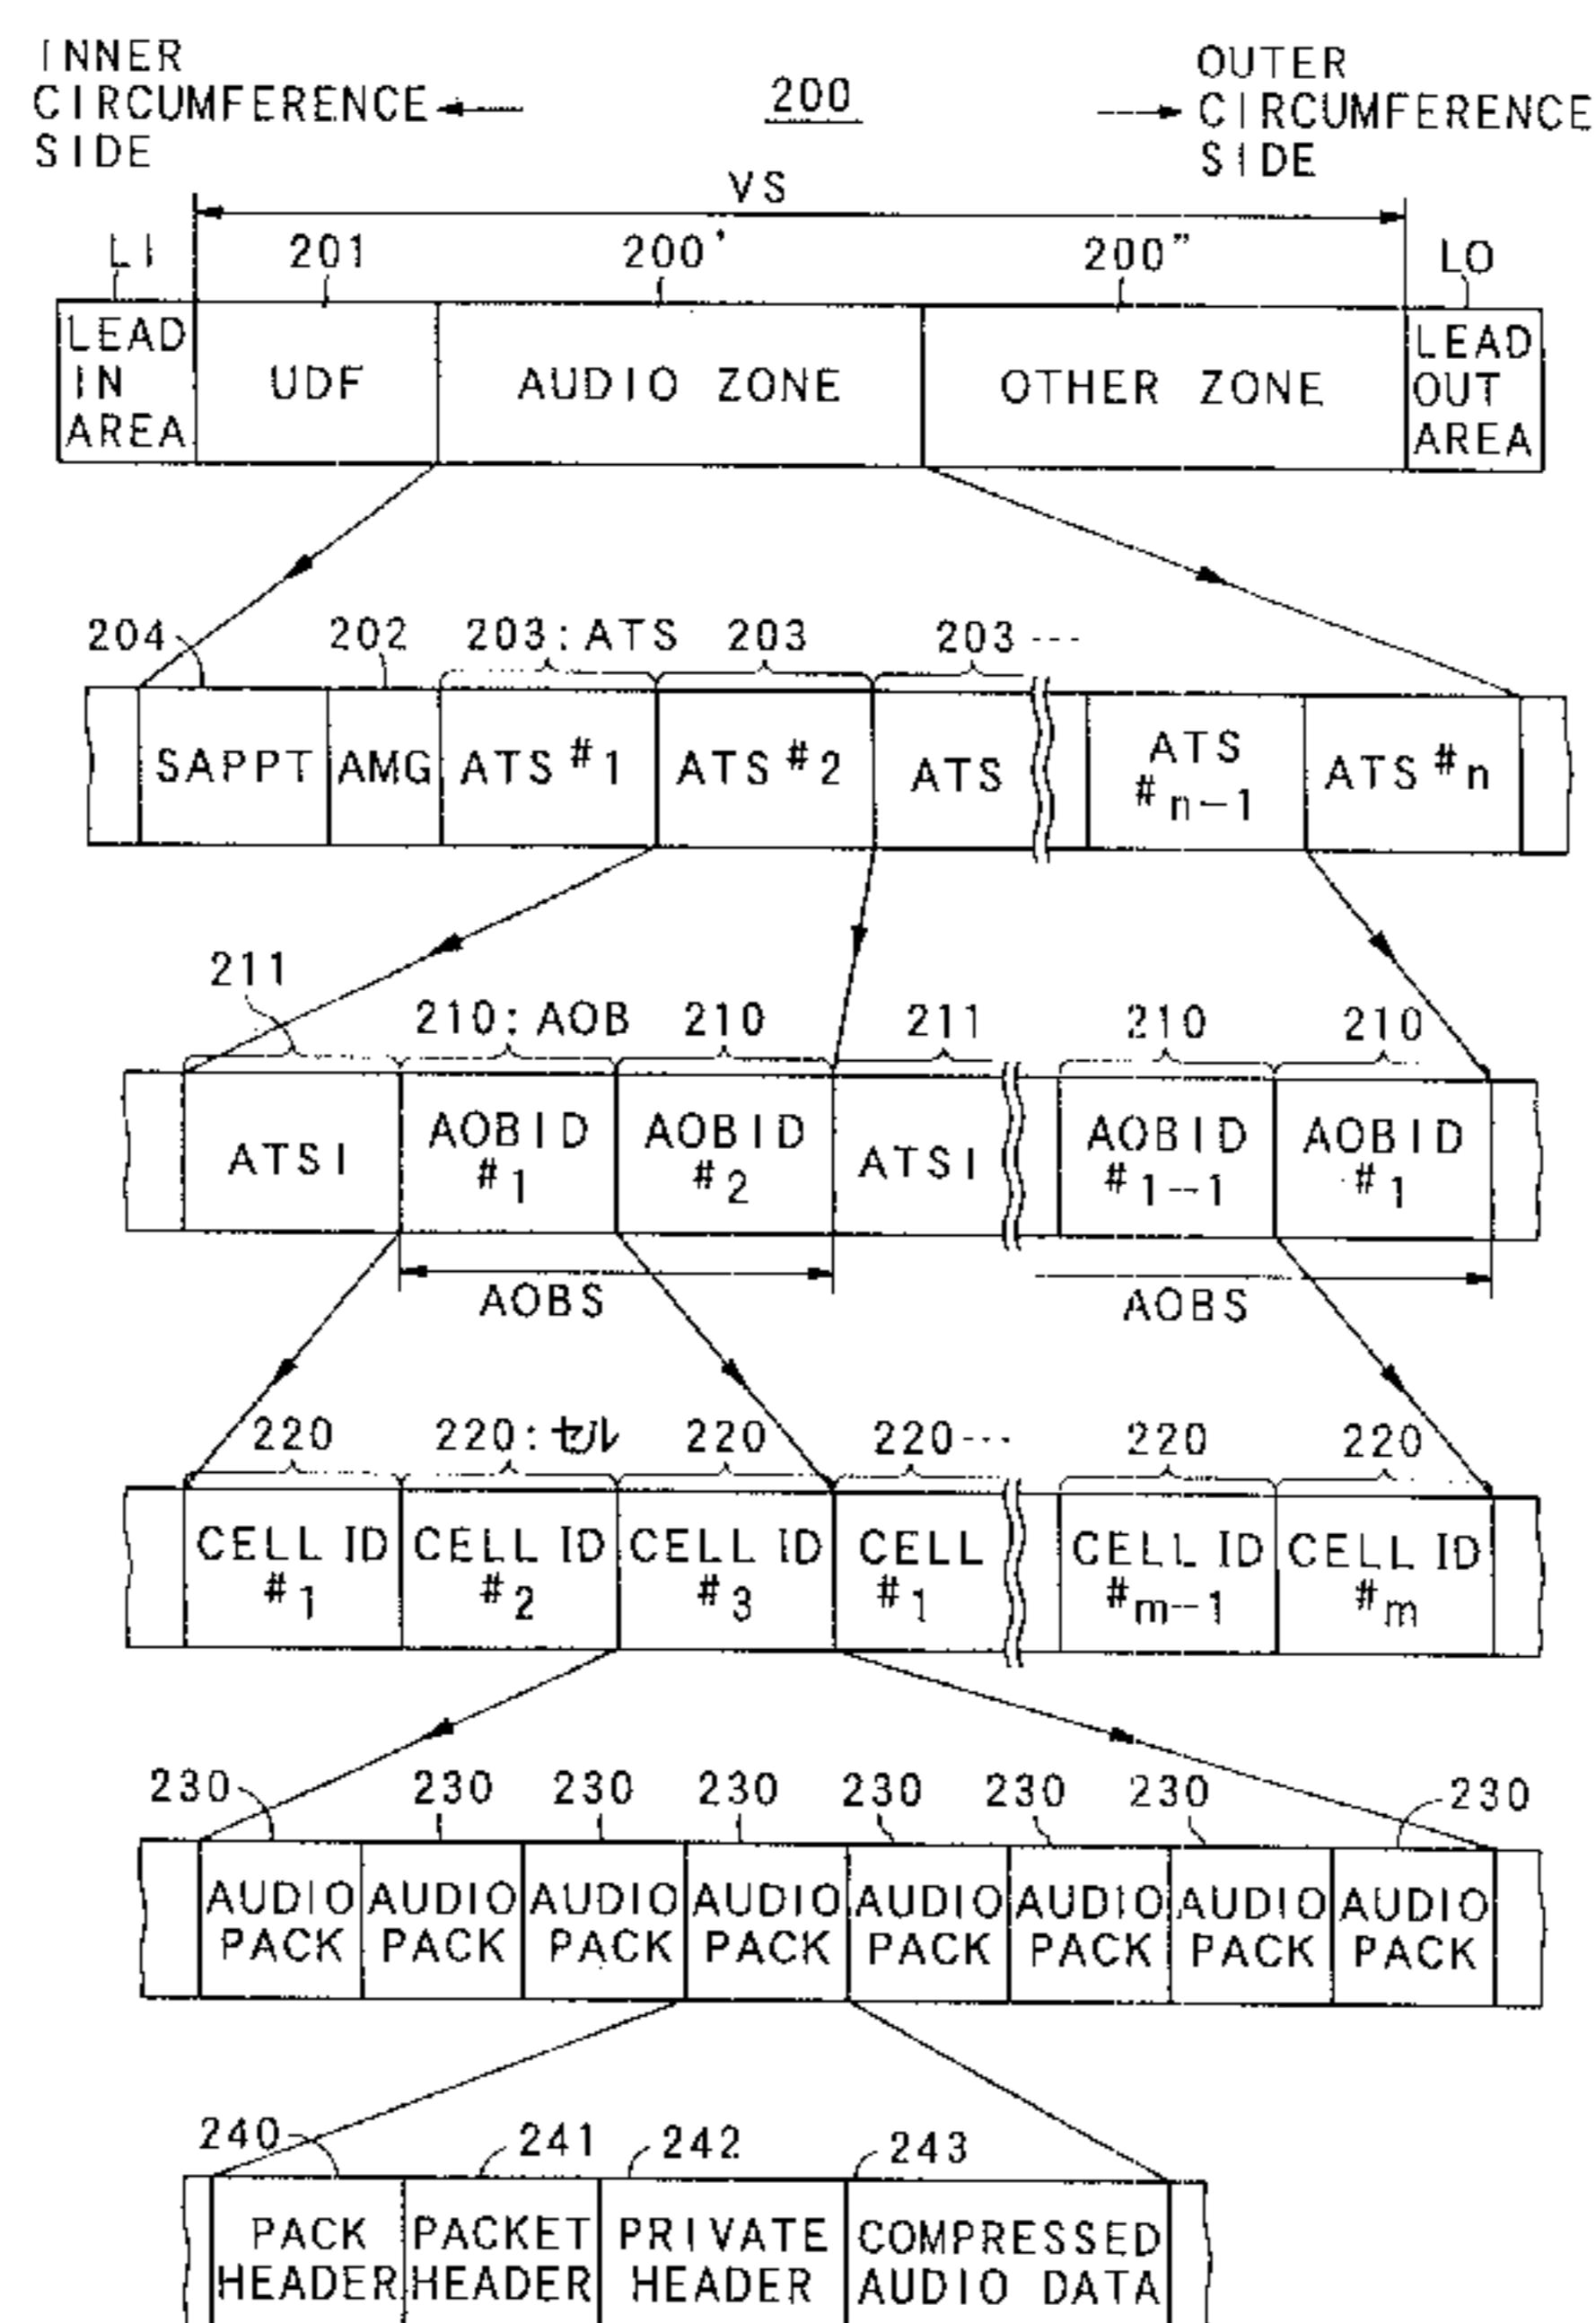 INNER
CIRCUMFERENCE
SIDE
200
OUTER
CIRCUMFERENCE
SIDE
VS
LI 201 200' 200" LO
LEAD
IN
AREA
UDF
AUDIO ZONE
OTHER ZONE
LEAD
OUT
AREA
204 202 203:ATS 203 203---
SAPPT
AMG
ATS #1
ATS #2
ATS
ATS
#n-1
ATS #n
211 210:AOB 210 211 210 210
ATSI
AOBID
#1
AOBID
#2
ATSI
AOBID
#1-1
AOBID
#1
AOBS
AOBS
220 220:セル 220 220--- 220 220
CELL ID
#1
CELL ID
#2
CELL ID
#3
CELL
#1
CELL ID
#m-1
CELL ID
#m
230 230 230 230 230 230 230 230
AUDIO
PACK
AUDIO
PACK
AUDIO
PACK
AUDIO
PACK
AUDIO
PACK
AUDIO
PACK
AUDIO
PACK
AUDIO
PACK
240 241 242 243
PACK
HEADER
PACKET
HEADER
PRIVATE
HEADER
COMPRESSED
AUDIO DATA